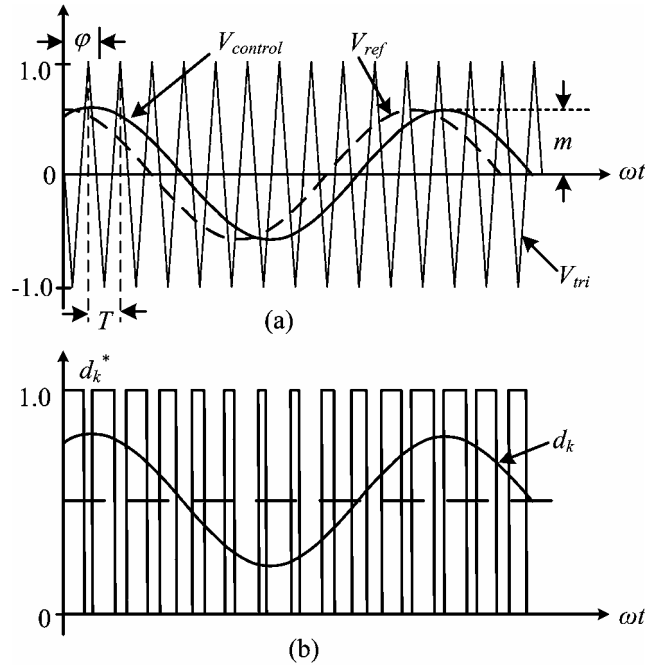 φ
V_control
V_ref
1.0
m
0
ωt
-1.0
V_tri
T
(a)
d_k*
1.0
d_k
0
ωt
(b)